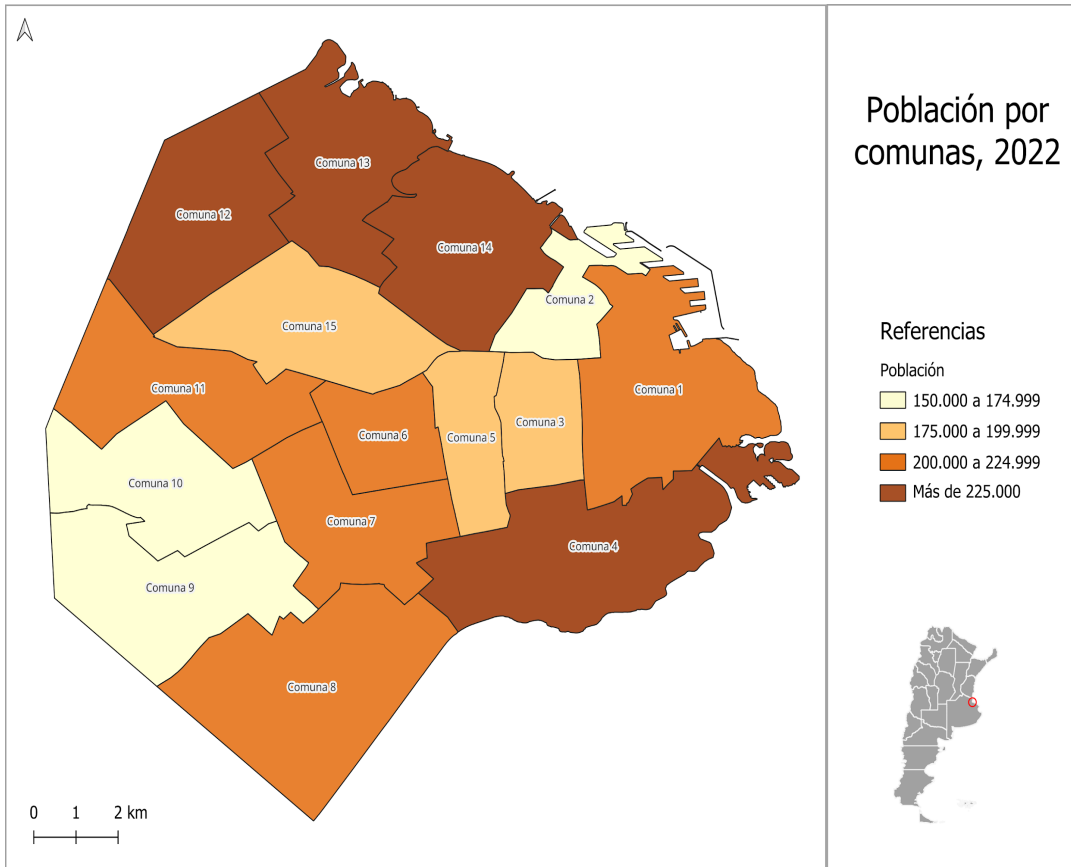 Población por
comunas, 2022
Comuna 13
Comuna 12
Comuna 14
Comuna 2
Comuna 15
Comuna 11
Comuna 1
Comuna 6
Comuna 5
Comuna 3
Comuna 10
Comuna 7
Comuna 4
Comuna 9
Comuna 8
Referencias
Población
150.000 a 174.999
175.000 a 199.999
200.000 a 224.999
Más de 225.000
0 1 2 km